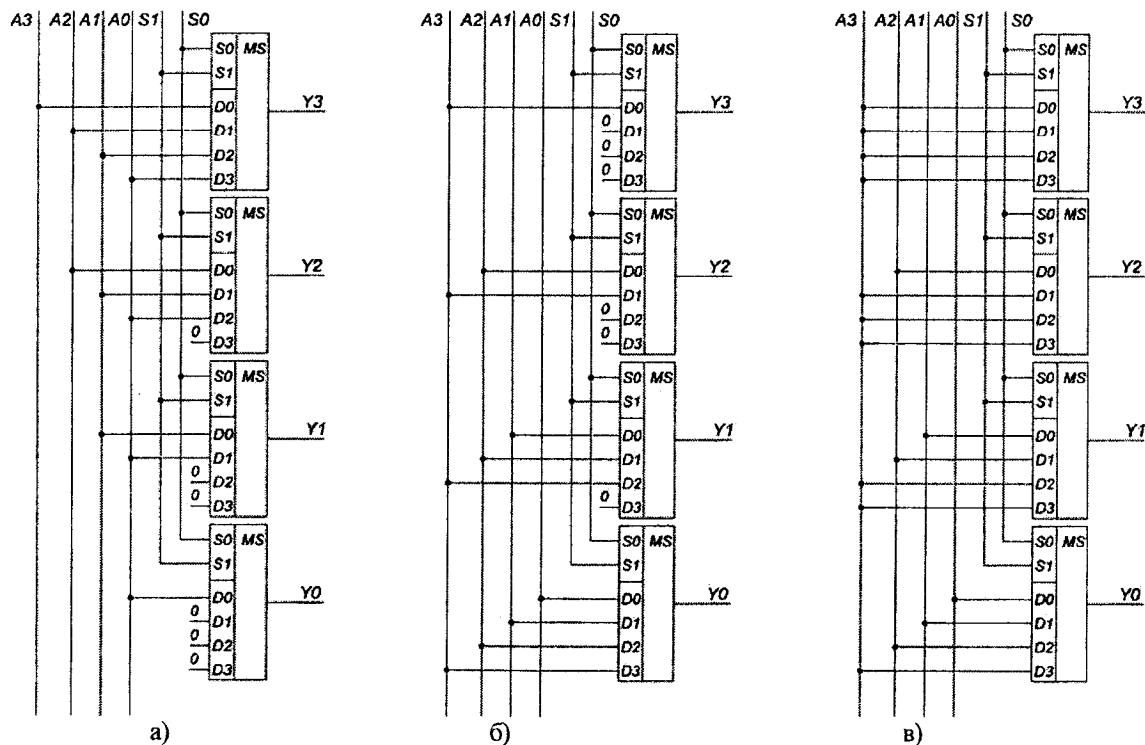 A3 A2 A1 A0 S1 S0
S0 MS
S1
D0 Y3
D1
D2
D3
S0 MS
S1
D0 Y2
D1
D2
0 D3
S0 MS
S1
D0 Y1
D1
0 D2
0 D3
S0 MS
S1
D0 Y0
0 D1
0 D2
0 D3
а)
A3 A2 A1 A0 S1 S0
S0 MS
S1
D0 Y3
0 D1
0 D2
0 D3
S0 MS
S1
D0 Y2
D1
0 D2
0 D3
S0 MS
S1
D0 Y1
D1
D2
0 D3
S0 MS
S1
D0 Y0
D1
D2
D3
б)
A3 A2 A1 A0 S1 S0
S0 MS
S1
D0 Y3
D1
D2
D3
S0 MS
S1
D0 Y2
D1
D2
D3
S0 MS
S1
D0 Y1
D1
D2
D3
S0 MS
S1
D0 Y0
D1
D2
D3
в)